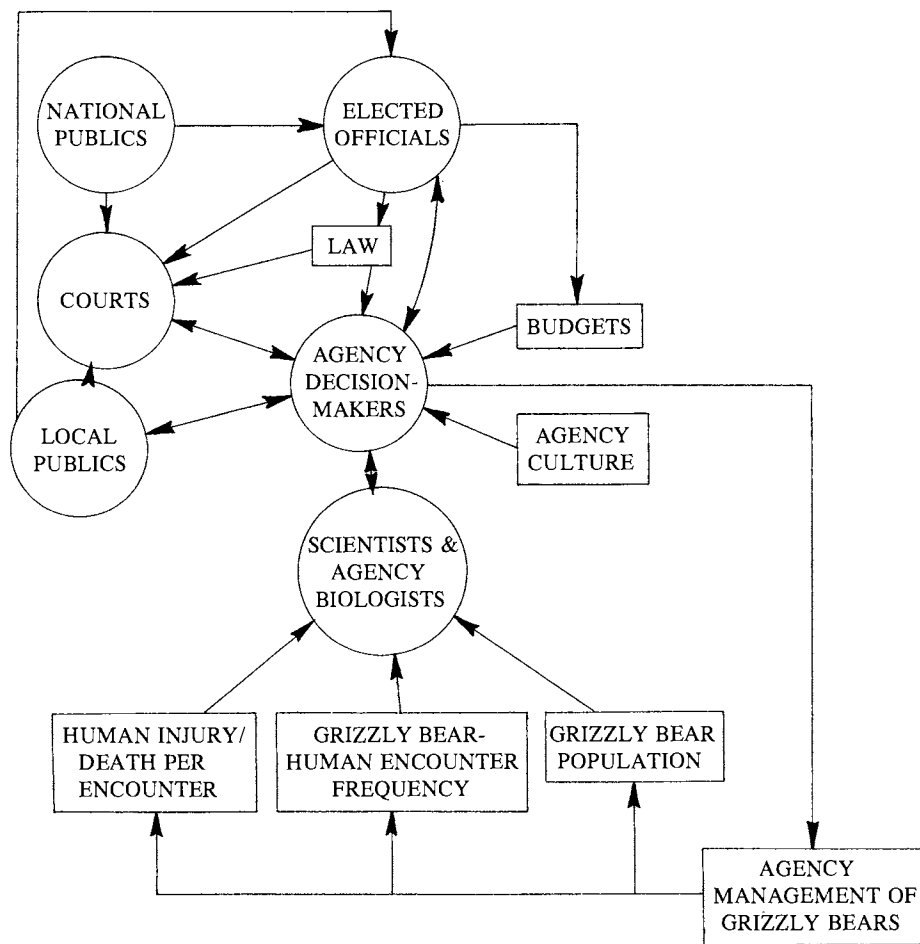 NATIONAL
PUBLICS
ELECTED
OFFICIALS
LAW
COURTS
BUDGETS
AGENCY
DECISION-
MAKERS
LOCAL
PUBLICS
AGENCY
CULTURE
SCIENTISTS &
AGENCY
BIOLOGISTS
HUMAN INJURY/
DEATH PER
ENCOUNTER
GRIZZLY BEAR-
HUMAN ENCOUNTER
FREQUENCY
GRIZZLY BEAR
POPULATION
AGENCY
MANAGEMENT OF
GRIZZLY BEARS